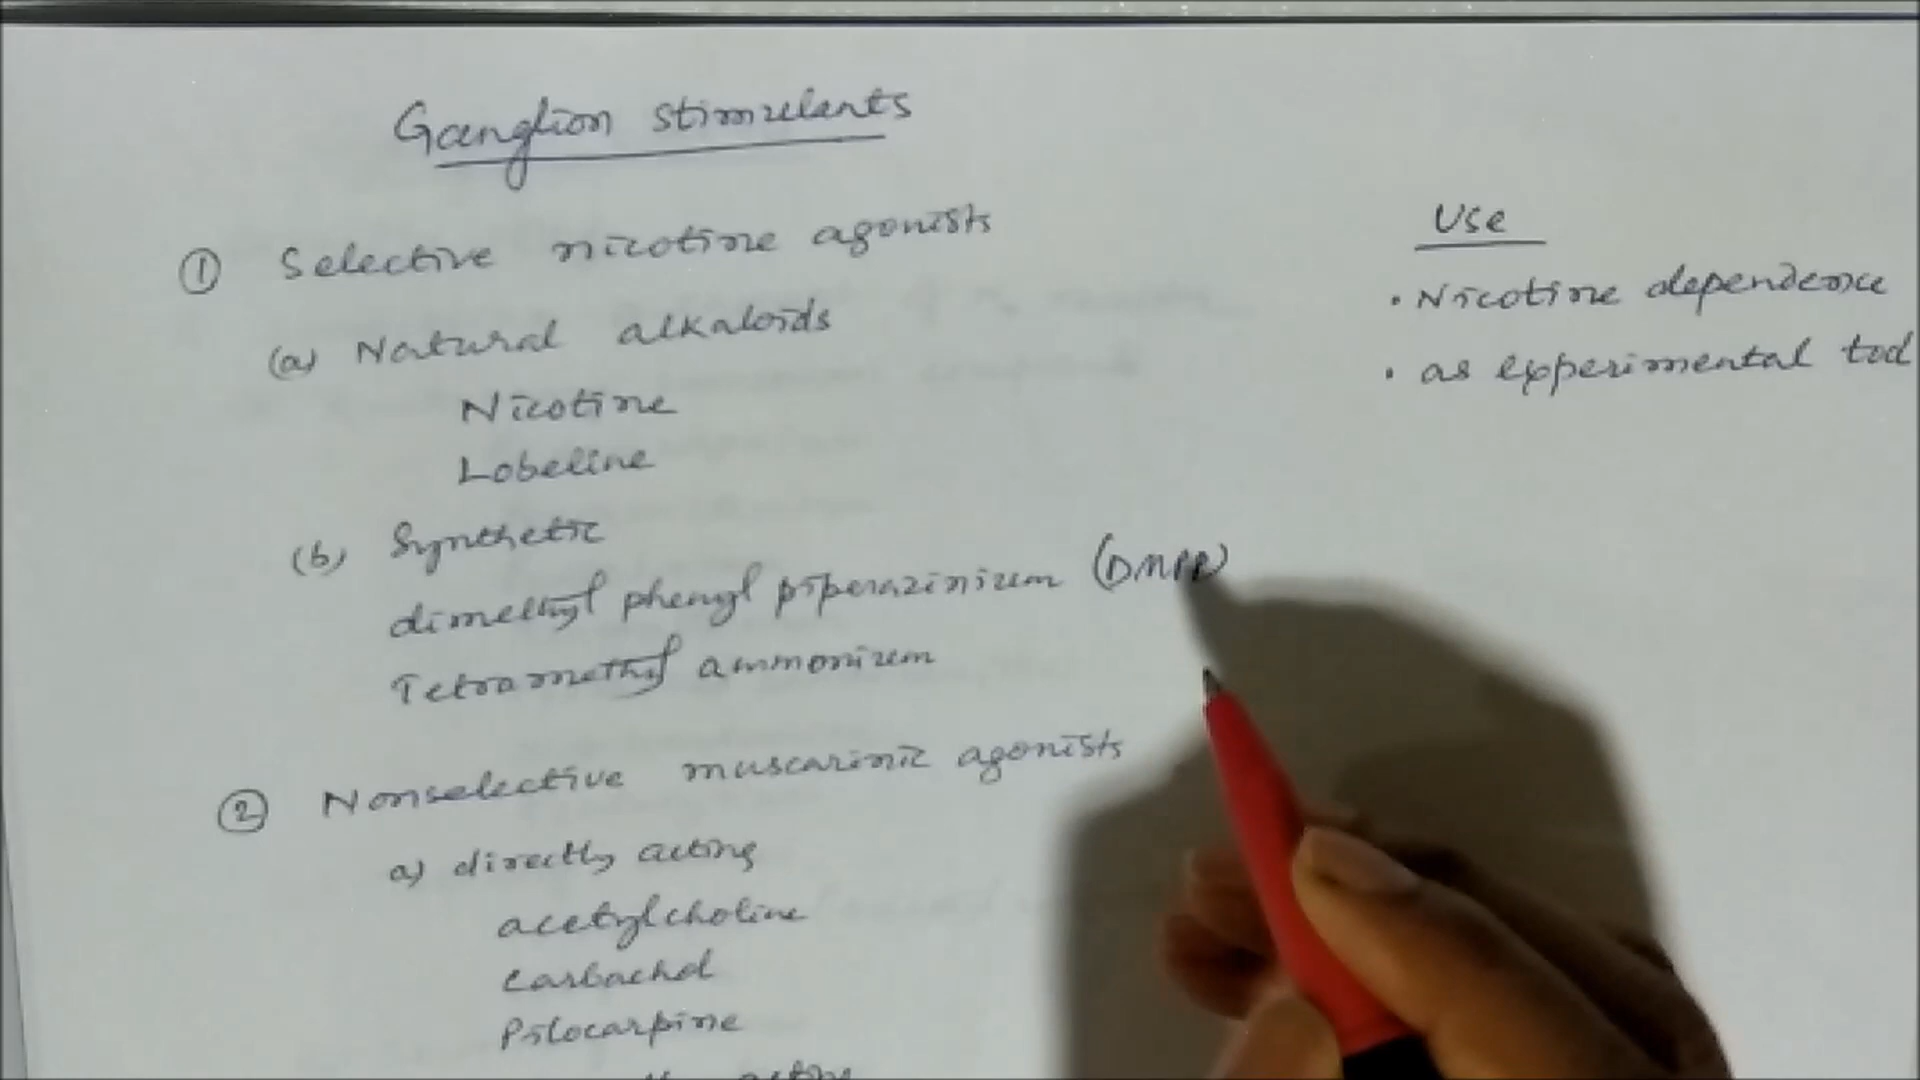 Ganglion stimulants
① Selective nicotine agonists
(a) Natural alkaloids
Nicotine
Lobeline
(b) Synthetic
dimethyl phenyl piperazinium (DMPP)
Tetramethyl ammonium
② Nonselective muscarinic agonists
a) directly acting
acetylcholine
carbachol
Pilocarpine
acting
Use
• Nicotine dependence
• as experimental tool